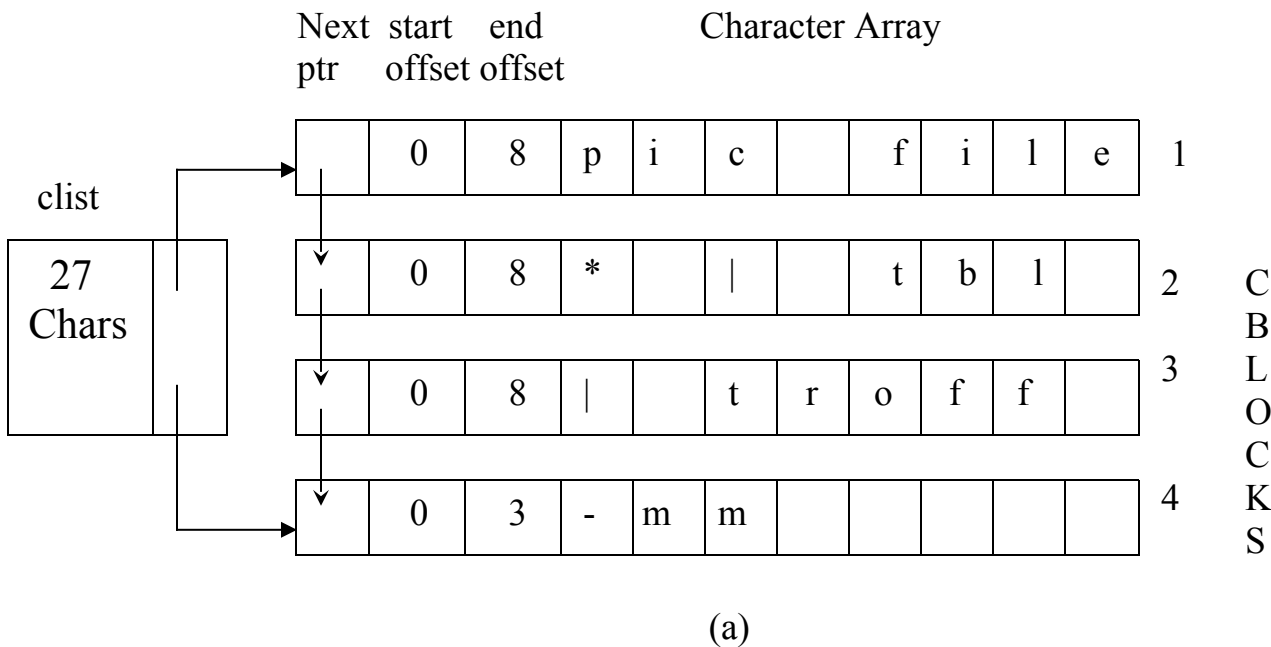 Next start end Character Array
ptr offset offset
0 8 p i c f i l e 1
clist
27
Chars
0 8 * | t b l 2
0 8 | t r o f f 3
0 3 - m m 4
C
B
L
O
C
K
S
(a)